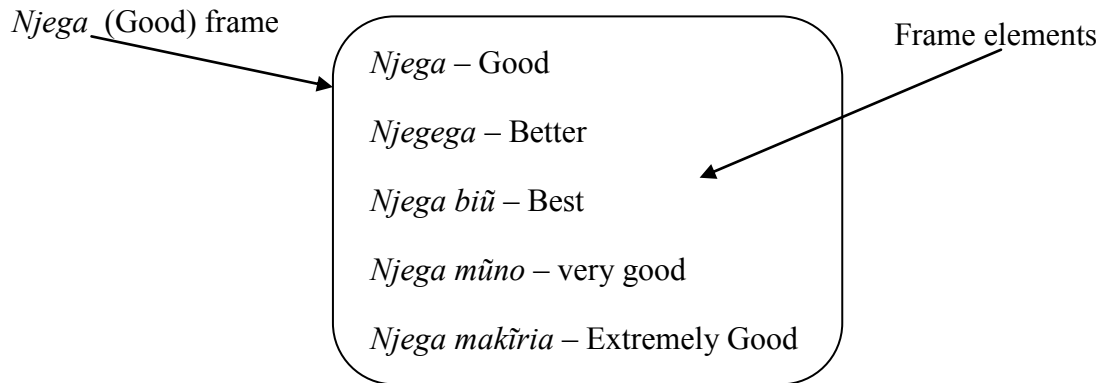 Njega (Good) frame
Frame elements
Njega – Good
Njegega – Better
Njega biũ – Best
Njega mũno – very good
Njega makĩria – Extremely Good